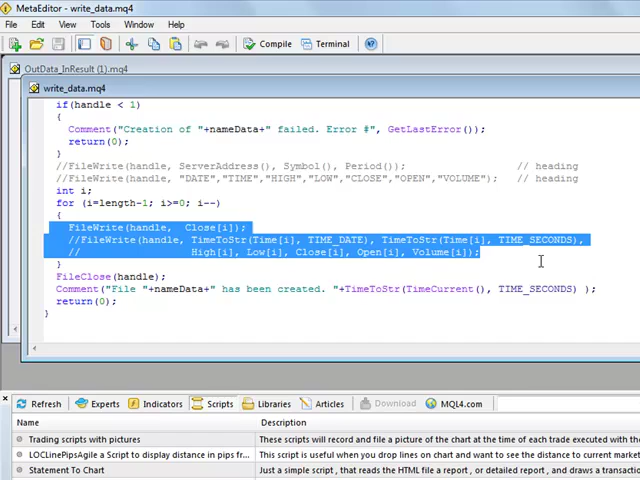 MetaEditor - write_data.mq4
File Edit View Tools Window Help
Compile Terminal
OutData_InResult (1).mq4
write_data.mq4
if(handle < 1)
{
Comment("Creation of "+nameData+" failed. Error #", GetLastError());
return(0);
}
//FileWrite(handle, ServerAddress(), Symbol(), Period()); // heading
//FileWrite(handle, "DATE","TIME","HIGH","LOW","CLOSE","OPEN","VOLUME"); // heading
int i;
for (i=length-1; i>=0; i--)
{
FileWrite(handle, Close[i]);
//FileWrite(handle, TimeToStr(Time[i], TIME_DATE), TimeToStr(Time[i], TIME_SECONDS),
// High[i], Low[i], Close[i], Open[i], Volume[i]);
}
FileClose(handle);
Comment("File "+nameData+" has been created. "+TimeToStr(TimeCurrent(), TIME_SECONDS) );
return(0);
}
Refresh Experts Indicators Scripts Libraries Articles Download MQL4.com
Name Description
Trading scripts with pictures These scripts will record and file a picture of the chart at the time of each trade executed with the
LOCLinePipsAgile a Script to display distance in pips fr... This script is useful when you drop lines on chart and want to see the distance to current market
Statement To Chart Just a simple script , that reads the HTML file a report , or detailed report , and draws a transactio